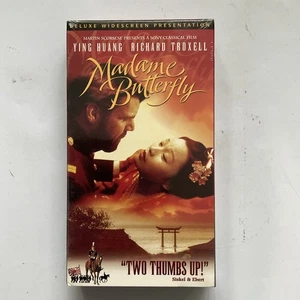 DELUXE WIDESCREEN PRESENTATION
MARTIN SCORSESE PRESENTS A SONY CLASSICAL FILM
YING HUANG RICHARD TROXELL
Madame
Butterfly
"TWO THUMBS UP!"
Siskel & Ebert